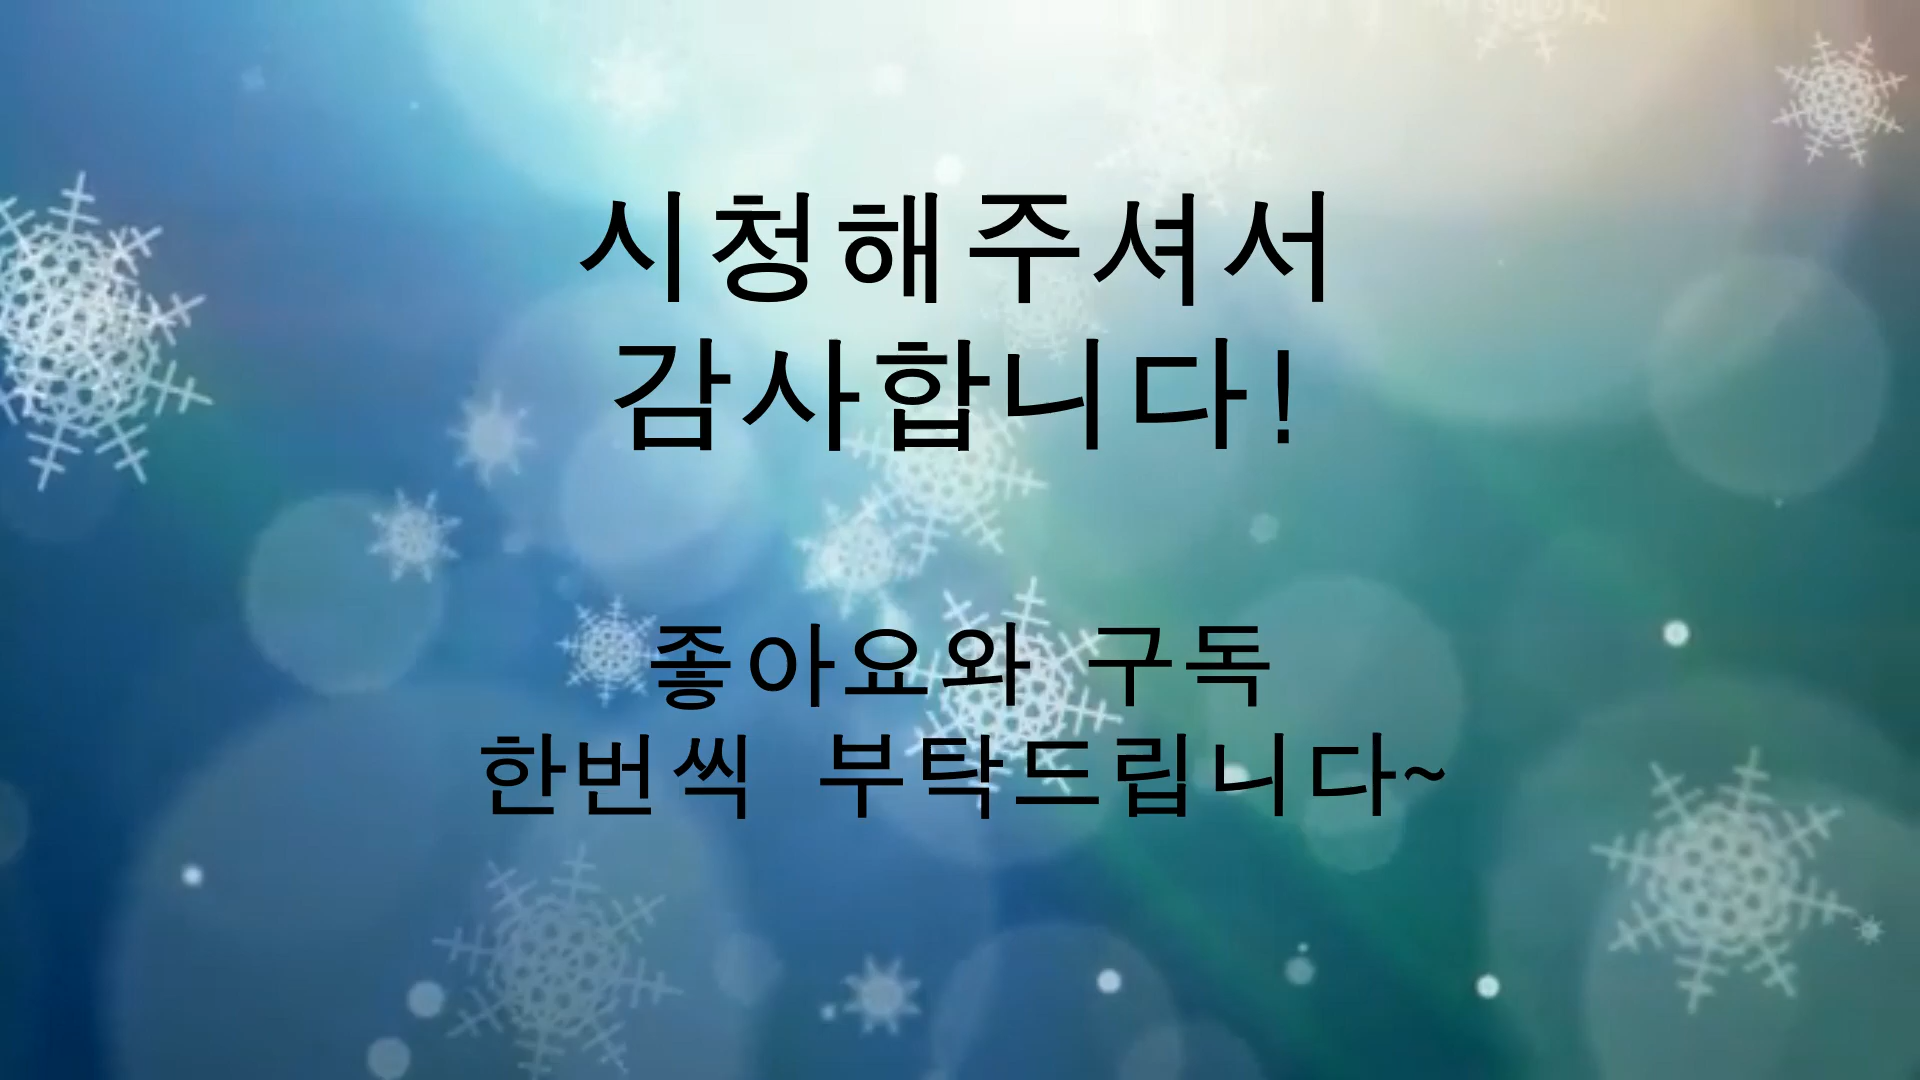 시청해주셔서
감사합니다!
좋아요와 구독
한번씩 부탁드립니다~